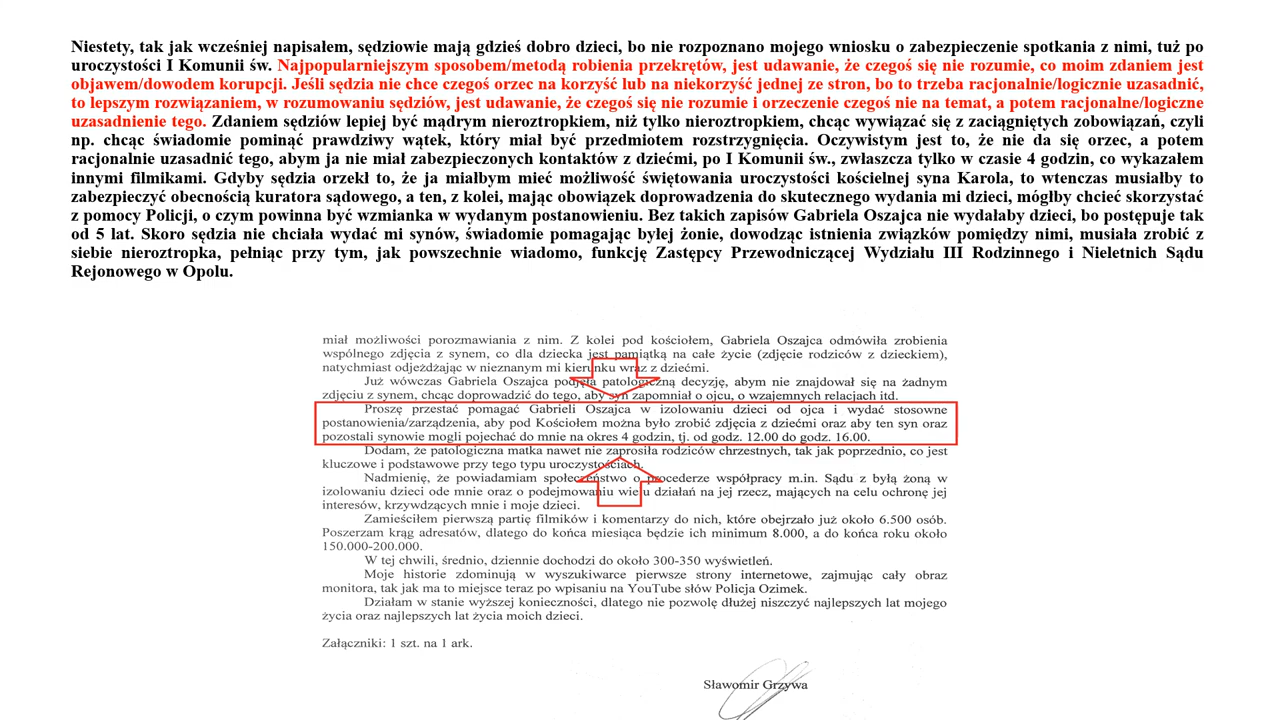 Niestety, tak jak wcześniej napisałem, sędziowie mają gdzieś dobro dzieci, bo nie rozpoznano mojego wniosku o zabezpieczenie spotkania z nimi, tuż po
uroczystości I Komunii św. Najpopularniejszym sposobem/metodą robienia przekrętów, jest udawanie, że czegoś się nie rozumie, co moim zdaniem jest
objawem/dowodem korupcji. Jeśli sędzia nie chce czegoś orzec na korzyść lub na niekorzyść jednej ze stron, bo to trzeba racjonalnie/logicznie uzasadnić,
to lepszym rozwiązaniem, w rozumowaniu sędziów, jest udawanie, że czegoś się nie rozumie i orzeczenie czegoś nie na temat, a potem racjonalne/logiczne
uzasadnienie tego. Zdaniem sędziów lepiej być mądrym nieroztropkiem, niż tylko nieroztropkiem, chcąc wywiązać się z zaciągniętych zobowiązań, czyli
np. chcąc świadomie pominąć prawdziwy wątek, który miał być przedmiotem rozstrzygnięcia. Oczywistym jest to, że nie da się orzec, a potem
racjonalnie uzasadnić tego, abym ja nie miał zabezpieczonych kontaktów z dziećmi, po I Komunii św., zwłaszcza tylko w czasie 4 godzin, co wykazałem
innymi filmikami. Gdyby sędzia orzekł to, że ja miałbym mieć możliwość świętowania uroczystości kościelnej syna Karola, to wtenczas musiałby to
zabezpieczyć obecnością kuratora sądowego, a ten, z kolei, mając obowiązek doprowadzenia do skutecznego wydania mi dzieci, mógłby chcieć skorzystać
z pomocy Policji, o czym powinna być wzmianka w wydanym postanowieniu. Bez takich zapisów Gabriela Oszajca nie wydałaby dzieci, bo postępuje tak
od 5 lat. Skoro sędzia nie chciała wydać mi synów, świadomie pomagając byłej żonie, dowodząc istnienia związków pomiędzy nimi, musiała zrobić z
siebie nieroztropka, pełniąc przy tym, jak powszechnie wiadomo, funkcję Zastępcy Przewodniczącej Wydziału III Rodzinnego i Nieletnich Sądu
Rejonowego w Opolu.
miał możliwości porozmawiania z nim. Z kolei pod kościołem, Gabriela Oszajca odmówiła zrobienia
wspólnego zdjęcia z synem, co dla dziecka jest pamiątką na całe życie (zdjęcie rodziców z dzieckiem),
natychmiast odjeżdżając w nieznanym mi kierunku wraz z dziećmi.
Już wówczas Gabriela Oszajca podjęła patologiczną decyzję, abym nie znajdował się na żadnym
zdjęciu z synem, chcąc doprowadzić do tego, aby syn zapomniał o ojcu, o wzajemnych relacjach itd.
Proszę przestać pomagać Gabrieli Oszajca w izolowaniu dzieci od ojca i wydać stosowne
postanowienia/zarządzenia, aby pod Kościołem można było zrobić zdjęcia z dziećmi oraz aby ten syn oraz
pozostali synowie mogli pojechać do mnie na okres 4 godzin, tj. od godz. 12.00 do godz. 16.00.
Dodam, że patologiczna matka nawet nie zaprosiła rodziców chrzestnych, tak jak poprzednio, co jest
kluczowe i podstawowe przy tego typu uroczystościach.
Nadmienię, że powiadamiam społeczeństwo o procederze współpracy m.in. Sądu z byłą żoną w
izolowaniu dzieci ode mnie oraz o podejmowaniu wielu działań na jej rzecz, mających na celu ochronę jej
interesów, krzywdzących mnie i moje dzieci.
Zamieściłem pierwszą partię filmików i komentarzy do nich, które obejrzało już około 6.500 osób.
Poszerzam krąg adresatów, dlatego do końca miesiąca będzie ich minimum 8.000, a do końca roku około
150.000-200.000.
W tej chwili, średnio, dziennie dochodzi do około 300-350 wyświetleń.
Moje historie zdominują w wyszukiwarce pierwsze strony internetowe, zajmując cały obraz
monitora, tak jak ma to miejsce teraz po wpisaniu na YouTube słów Policja Ozimek.
Działam w stanie wyższej konieczności, dlatego nie pozwolę dłużej niszczyć najlepszych lat mojego
życia oraz najlepszych lat życia moich dzieci.
Załączniki: 1 szt. na 1 ark.
Sławomir Grzywa